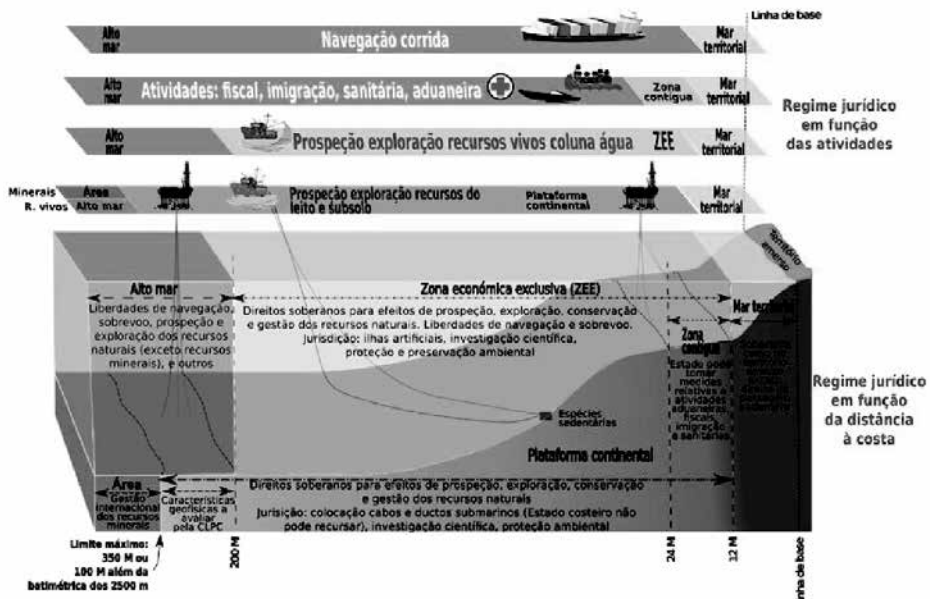 Linha de base
Alto
mar
Navegação corrida
Mar
territorial
Alto
mar
Atividades: fiscal, imigração, sanitária, aduaneira
Zona
contigua
Mar
territorial
Regime jurídico
em função
das atividades
Alto
mar
Prospeção exploração recursos vivos coluna água
ZEE
Mar
territorial
Minerais
Área
R. vivos
Alto mar
Prospeção exploração recursos do
leito e subsolo
Plataforma
continental
Mar
territorial
Território
emerso
Alto mar
Liberdades de navegação,
sobrevoo, prospeção e
exploração dos recursos
naturais (exceto recursos
minerais), e outros
Zona económica exclusiva (ZEE)
Direitos soberános para efeitos de prospeção, exploração, conservação
e gestão dos recursos naturais. Liberdades de navegação e sobrevoo.
Jurisdição: ilhas artificiais, investigação científica,
proteção e preservação ambiental
Mar territorial
Zona
contigua
Estado pode
tomar
medides
relativas a
atividades
aduaneiras,
fiscais,
imigração
e sanitárias
Regime jurídico
em função
da distância
à costa
Espécies
sedentárias
Plataforma continental
Área
Gestão
internacional
dos recursos
minerais
Características
geofísicas a
avaliar
pela CLPC
Direitos soberanos para efeitos de prospeção, exploração, conservação
e gestão dos recursos naturais
Jurisção: colocação cabos e ductos submarinos (Estado costeiro não
pode recursar), investigação científica, proteção ambiental
Limite máximo:
350 M ou
100 M além da
batimétrica dos 2500 m
200 M
24 M
12 M
Linha de base